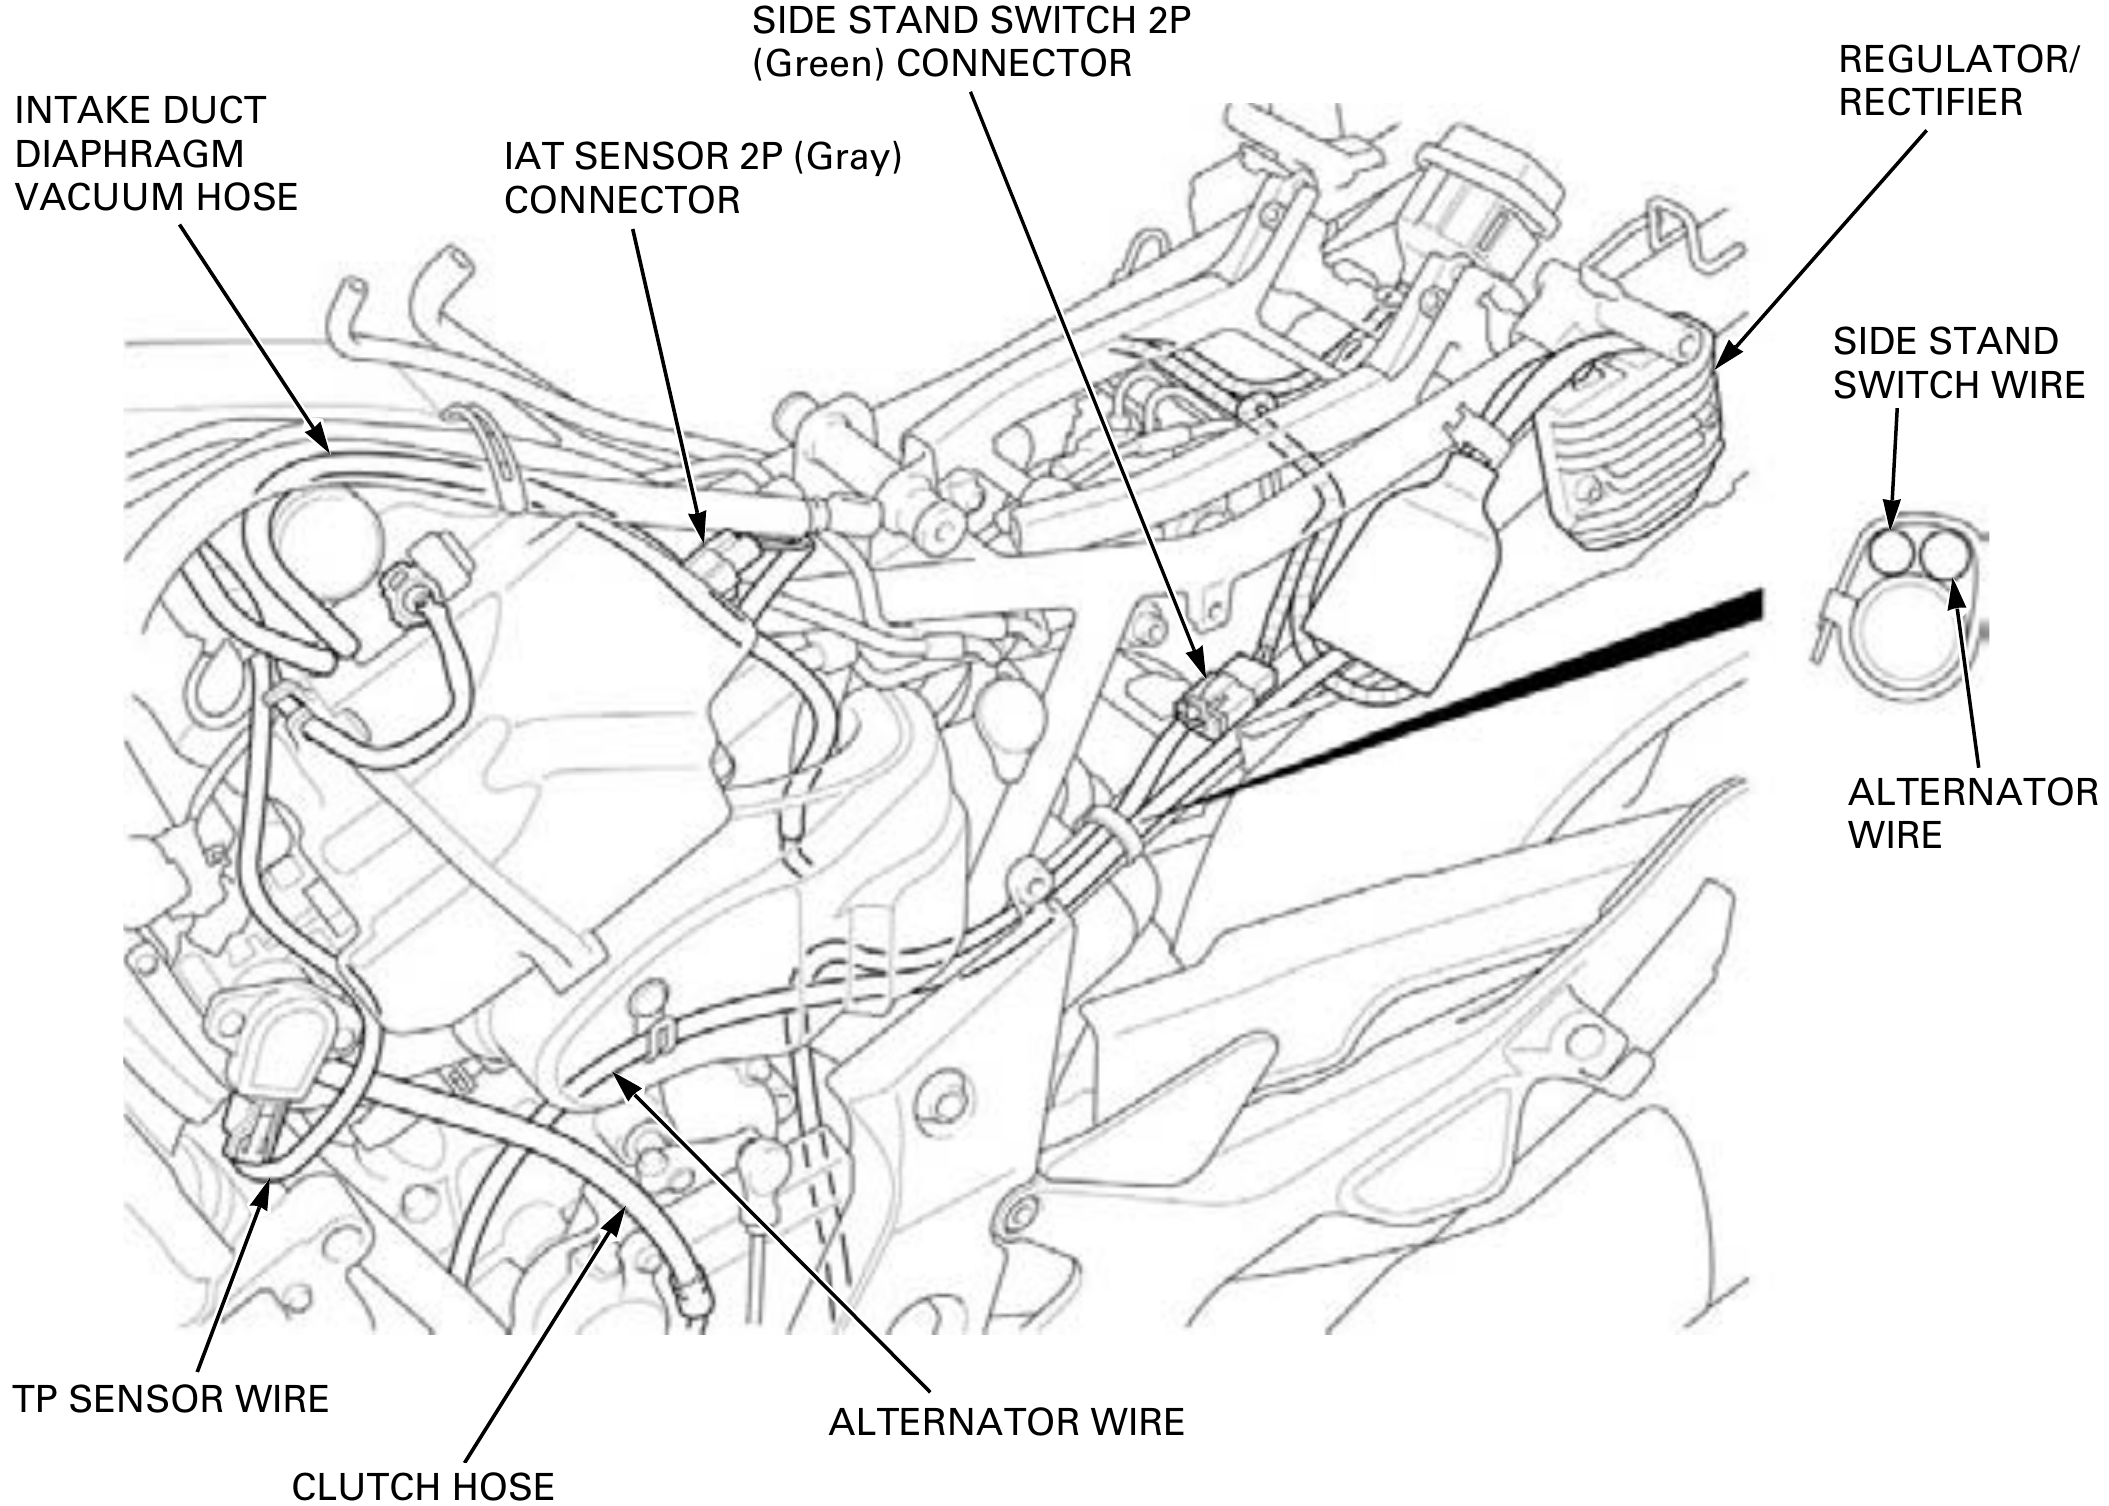 SIDE STAND SWITCH 2P
(Green) CONNECTOR
REGULATOR/
RECTIFIER
INTAKE DUCT
DIAPHRAGM
VACUUM HOSE
IAT SENSOR 2P (Gray)
CONNECTOR
SIDE STAND
SWITCH WIRE
ALTERNATOR
WIRE
TP SENSOR WIRE
ALTERNATOR WIRE
CLUTCH HOSE